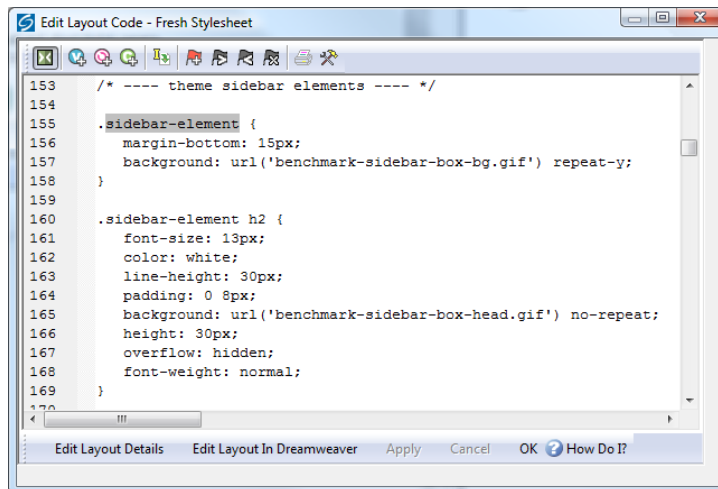 Edit Layout Code - Fresh Stylesheet
153 /* ---- theme sidebar elements ---- */
154
155 .sidebar-element {
156 margin-bottom: 15px;
157 background: url('benchmark-sidebar-box-bg.gif') repeat-y;
158 }
159
160 .sidebar-element h2 {
161 font-size: 13px;
162 color: white;
163 line-height: 30px;
164 padding: 0 8px;
165 background: url('benchmark-sidebar-box-head.gif') no-repeat;
166 height: 30px;
167 overflow: hidden;
168 font-weight: normal;
169 }
170
Edit Layout Details Edit Layout In Dreamweaver Apply Cancel OK ? How Do I?